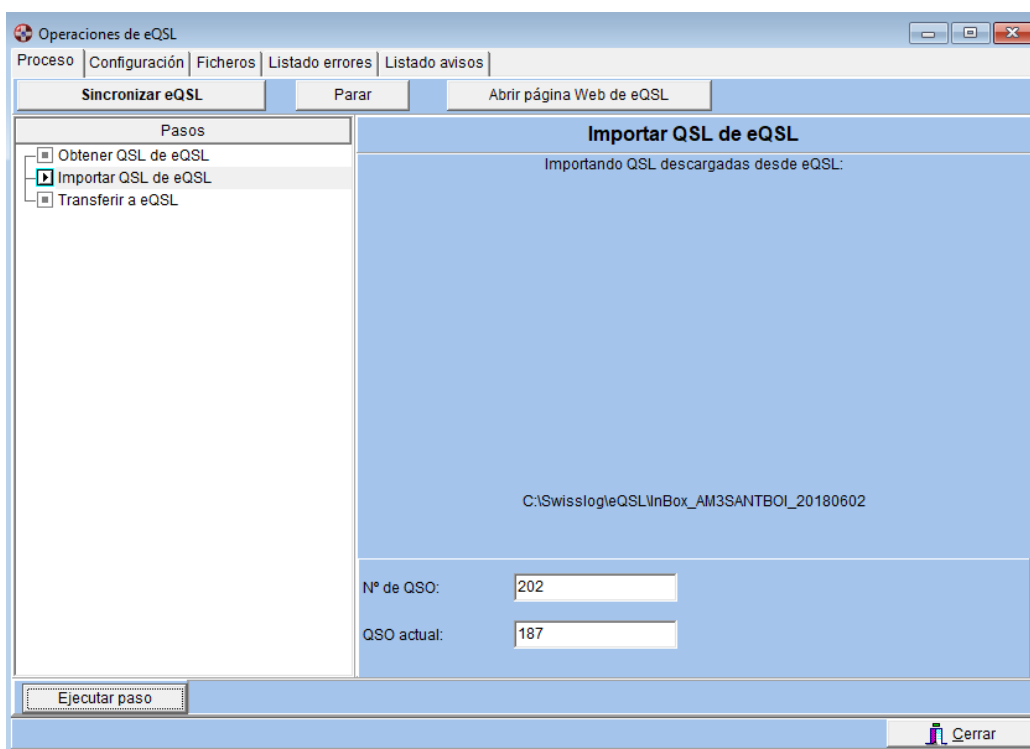 Operaciones de eQSL
Proceso Configuración Ficheros Listado errores Listado avisos
Sincronizar eQSL Parar Abrir página Web de eQSL
Pasos
Obtener QSL de eQSL
Importar QSL de eQSL
Transferir a eQSL
Importar QSL de eQSL
Importando QSL descargadas desde eQSL:
C:\Swisslog\eQSL\InBox_AM3SANTBOI_20180602
Nº de QSO: 202
QSO actual: 187
Ejecutar paso
Cerrar